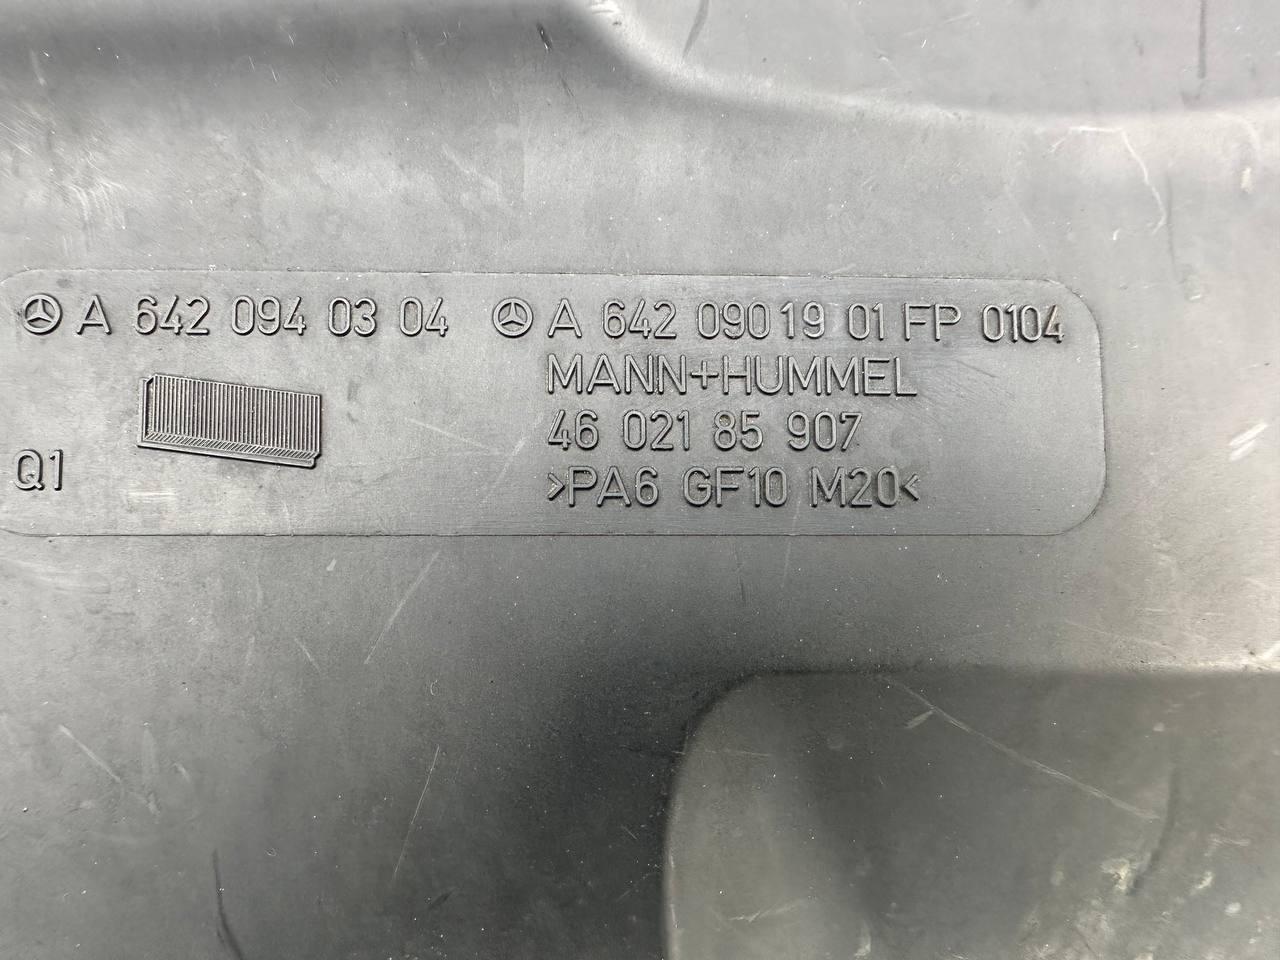 A 642 094 03 04 A 642 090 19 01 FP 0104
MANN+HUMMEL
46 021 85 907
Q1
>PA6 GF10 M20<